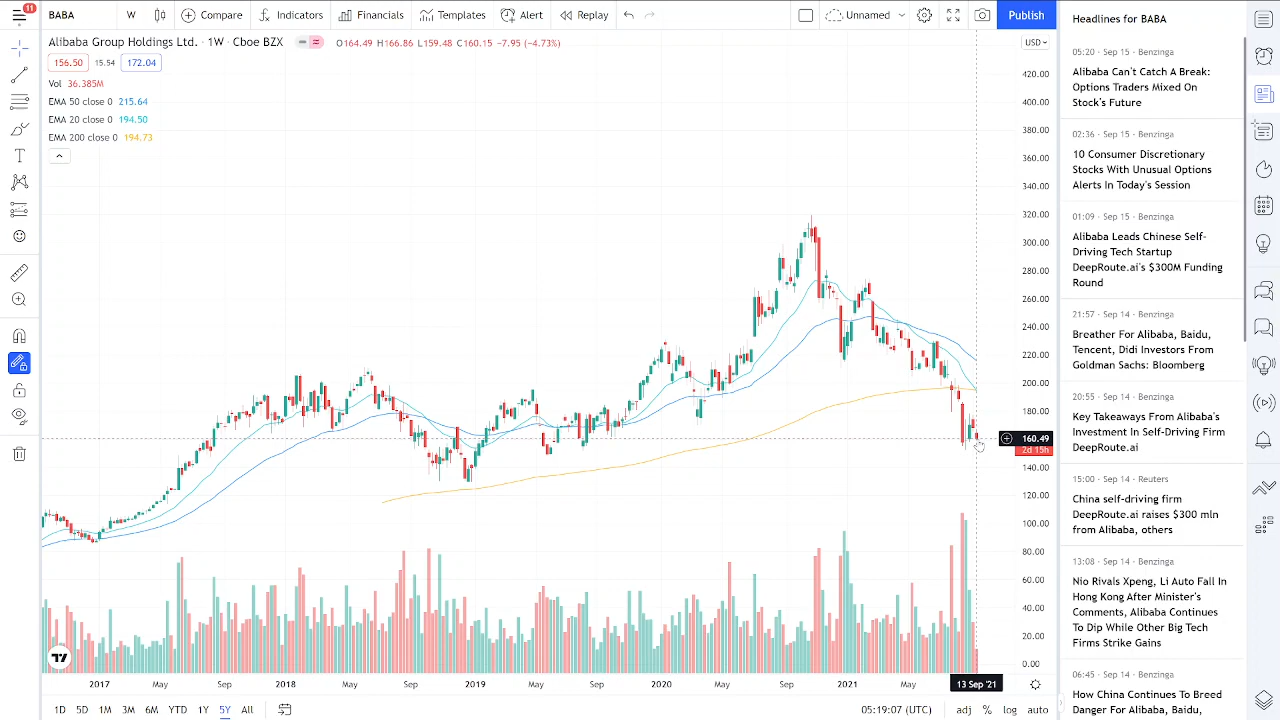 11
BABA
W
Compare
Indicators
Financials
Templates
Alert
Replay
Unnamed
Publish
Alibaba Group Holdings Ltd. · 1W · Cboe BZX
O164.49 H166.86 L159.48 C160.15 -7.95 (-4.73%)
156.50 15.54 172.04
Vol 36.385M
EMA 50 close 0 215.64
EMA 20 close 0 194.50
EMA 200 close 0 194.73
USD
420.00
400.00
380.00
360.00
340.00
320.00
300.00
280.00
260.00
240.00
220.00
200.00
180.00
160.49
2d 15h
140.00
120.00
100.00
80.00
60.00
40.00
20.00
0.00
2017 May Sep 2018 May Sep 2019 May Sep 2020 May Sep 2021 May 13 Sep '21
1D 5D 1M 3M 6M YTD 1Y 5Y All
05:19:07 (UTC)
adj % log auto
Headlines for BABA
05:20 · Sep 15 · Benzinga
Alibaba Can't Catch A Break:
Options Traders Mixed On
Stock's Future
02:36 · Sep 15 · Benzinga
10 Consumer Discretionary
Stocks With Unusual Options
Alerts In Today's Session
01:09 · Sep 15 · Benzinga
Alibaba Leads Chinese Self-
Driving Tech Startup
DeepRoute.ai's $300M Funding
Round
21:57 · Sep 14 · Benzinga
Breather For Alibaba, Baidu,
Tencent, Didi Investors From
Goldman Sachs: Bloomberg
20:55 · Sep 14 · Benzinga
Key Takeaways From Alibaba's
Investment In Self-Driving Firm
DeepRoute.ai
15:00 · Sep 14 · Reuters
China self-driving firm
DeepRoute.ai raises $300 mln
from Alibaba, others
13:08 · Sep 14 · Benzinga
Nio Rivals Xpeng, Li Auto Fall In
Hong Kong After Minister's
Comments, Alibaba Continues
To Dip While Other Big Tech
Firms Strike Gains
06:45 · Sep 14 · Benzinga
How China Continues To Breed
Danger For Alibaba, Baidu,